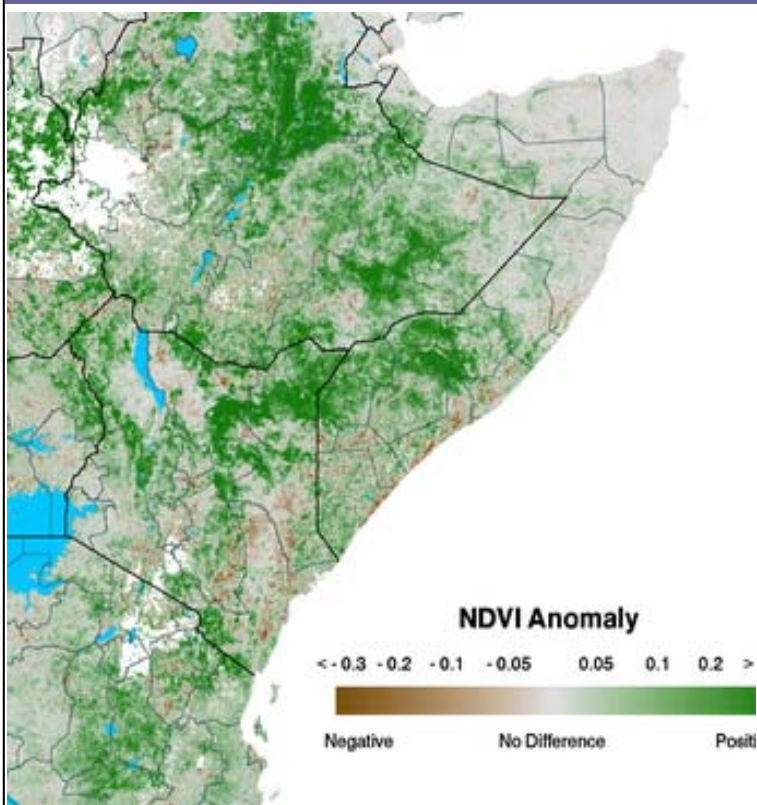 NDVI Anomaly
< - 0.3 - 0.2 - 0.1 - 0.05 0.05 0.1 0.2 >
Negative No Difference Positi